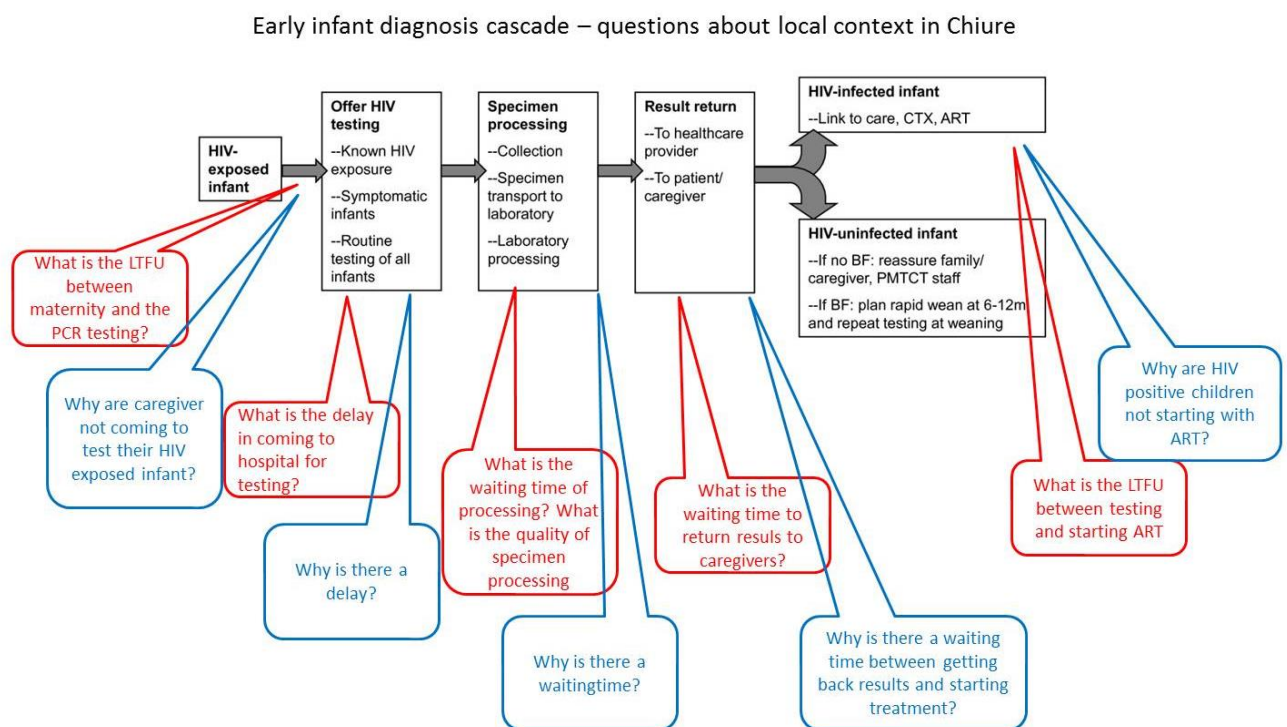 Early infant diagnosis cascade – questions about local context in Chiure
HIV-
exposed
infant
Offer HIV
testing
--Known HIV
exposure
--Symptomatic
infants
--Routine
testing of all
infants
Specimen
processing
--Collection
--Specimen
transport to
laboratory
--Laboratory
processing
Result return
--To healthcare
provider
--To patient/
caregiver
HIV-infected infant
--Link to care, CTX, ART
HIV-uninfected infant
--If no BF: reassure family/
caregiver, PMTCT staff
--If BF: plan rapid wean at 6-12m
and repeat testing at weaning
What is the LTFU
between
maternity and the
PCR testing?
Why are caregiver
not coming to
test their HIV
exposed infant?
What is the delay
in coming to
hospital for
testing?
Why is there a
delay?
What is the
waiting time of
processing? What
is the quality of
specimen
processing
Why is there a
waitingtime?
What is the
waiting time to
return resuls to
caregivers?
Why is there a waiting
time between getting
back results and starting
treatment?
What is the LTFU
between testing
and starting ART
Why are HIV
positive children
not starting with
ART?